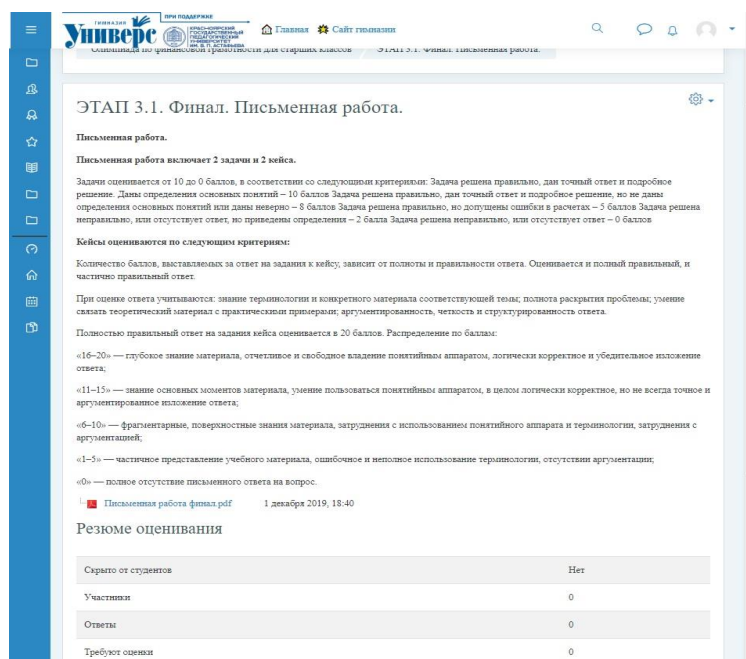 ГИМНАЗИЯ
Универс
ПРИ ПОДДЕРЖКЕ
КРАСНОЯРСКИЙ
ГОСУДАРСТВЕННЫЙ
ПЕДАГОГИЧЕСКИЙ
УНИВЕРСИТЕТ
ИМ. В. П. АСТАФЬЕВА
Главная Сайт гимназии
Олимпиада по финансовой грамотности для старших классов ЭТАП 3.1. Финал. Письменная работа.
ЭТАП 3.1. Финал. Письменная работа.
Письменная работа.
Письменная работа включает 2 задачи и 2 кейса.
Задачи оценивается от 10 до 0 баллов, в соответствии со следующими критериями: Задача решена правильно, дан точный ответ и подробное
решение. Даны определения основных понятий – 10 баллов Задача решена правильно, дан точный ответ и подробное решение, но не даны
определения основных понятий или даны неверно – 8 баллов Задача решена правильно, но допущены ошибки в расчетах – 5 баллов Задача решена
неправильно, или отсутствует ответ, но приведены определения – 2 балла Задача решена неправильно, или отсутствует ответ – 0 баллов
Кейсы оцениваются по следующим критериям:
Количество баллов, выставляемых за ответ на задания к кейсу, зависит от полноты и правильности ответа. Оценивается и полный правильный, и
частично правильный ответ.
При оценке ответа учитываются: знание терминологии и конкретного материала соответствующей темы; полнота раскрытия проблемы; умение
связать теоретический материал с практическими примерами; аргументированность, четкость и структурированность ответа.
Полностью правильный ответ на задания кейса оценивается в 20 баллов. Распределение по баллам:
«16–20» — глубокое знание материала, отчетливое и свободное владение понятийным аппаратом, логически корректное и убедительное изложение
ответа;
«11–15» — знание основных моментов материала, умение пользоваться понятийным аппаратом, в целом логически корректное, но не всегда точное и
аргументированное изложение ответа;
«6–10» — фрагментарные, поверхностные знания материала, затруднения с использованием понятийного аппарата и терминологии, затруднения с
аргументацией;
«1–5» — частичное представление учебного материала, ошибочное и неполное использование терминологии, отсутствии аргументации;
«0» — полное отсутствие письменного ответа на вопрос.
Письменная работа финал.pdf 1 декабря 2019, 18:40
Резюме оценивания
Скрыто от студентов Нет
Участники 0
Ответы 0
Требуют оценки 0